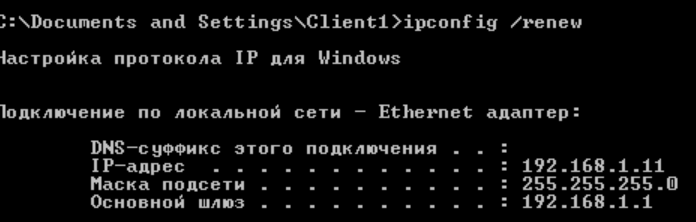 C:\Documents and Settings\Client1>ipconfig /renew
Настройка протокола IP для Windows
Подключение по локальной сети - Ethernet адаптер:
DNS-суффикс этого подключения . . :
IP-адрес . . . . . . . . . . . . : 192.168.1.11
Маска подсети . . . . . . . . . . : 255.255.255.0
Основной шлюз . . . . . . . . . . : 192.168.1.1